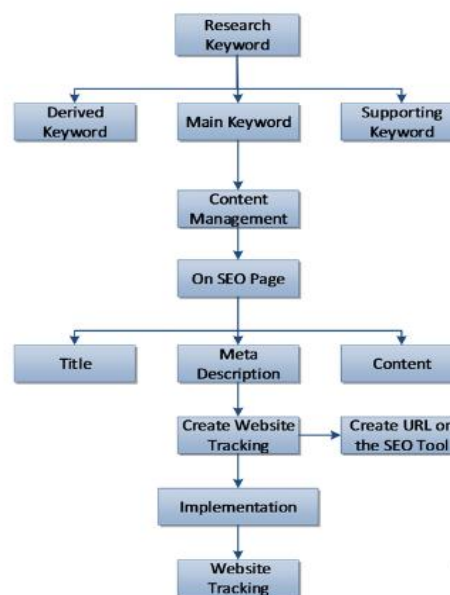 Research
Keyword
Derived
Keyword
Main Keyword
Supporting
Keyword
Content
Management
On SEO Page
Title
Meta
Description
Content
Create Website
Tracking
Create URL on
the SEO Tool
Implementation
Website
Tracking